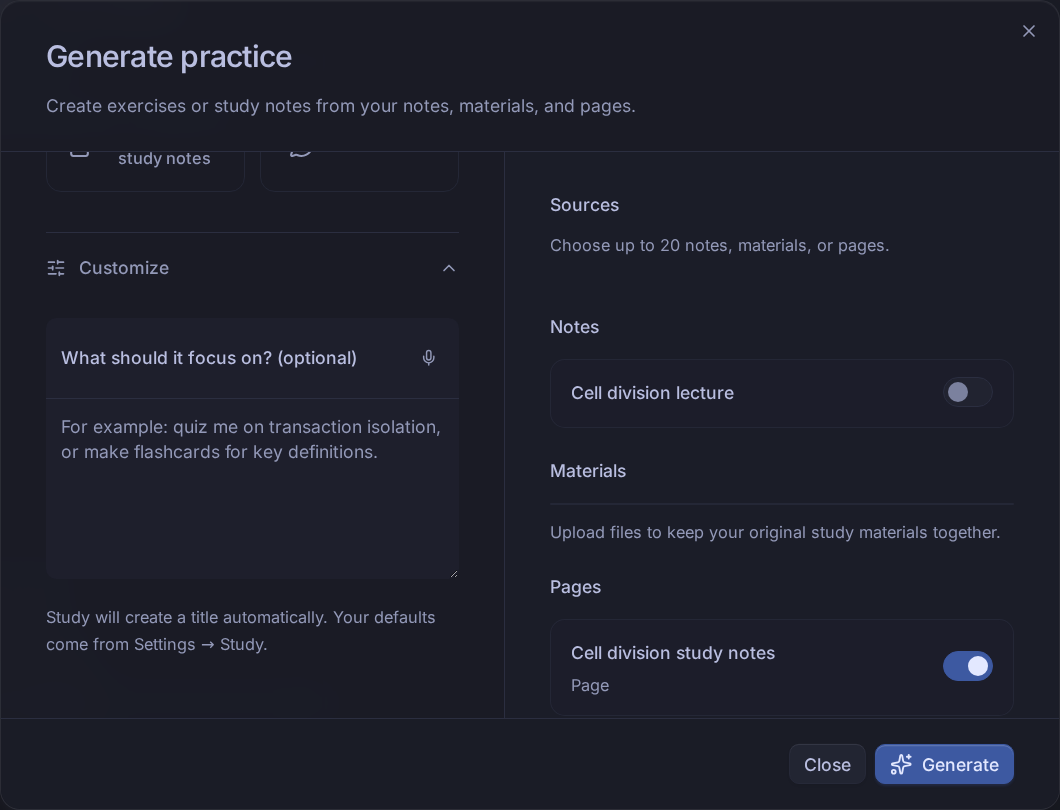 Generate practice
Create exercises or study notes from your notes, materials, and pages.
study notes
Customize
What should it focus on? (optional)
For example: quiz me on transaction isolation,
or make flashcards for key definitions.
Study will create a title automatically. Your defaults
come from Settings → Study.
Sources
Choose up to 20 notes, materials, or pages.
Notes
Cell division lecture
Materials
Upload files to keep your original study materials together.
Pages
Cell division study notes
Page
Close
Generate